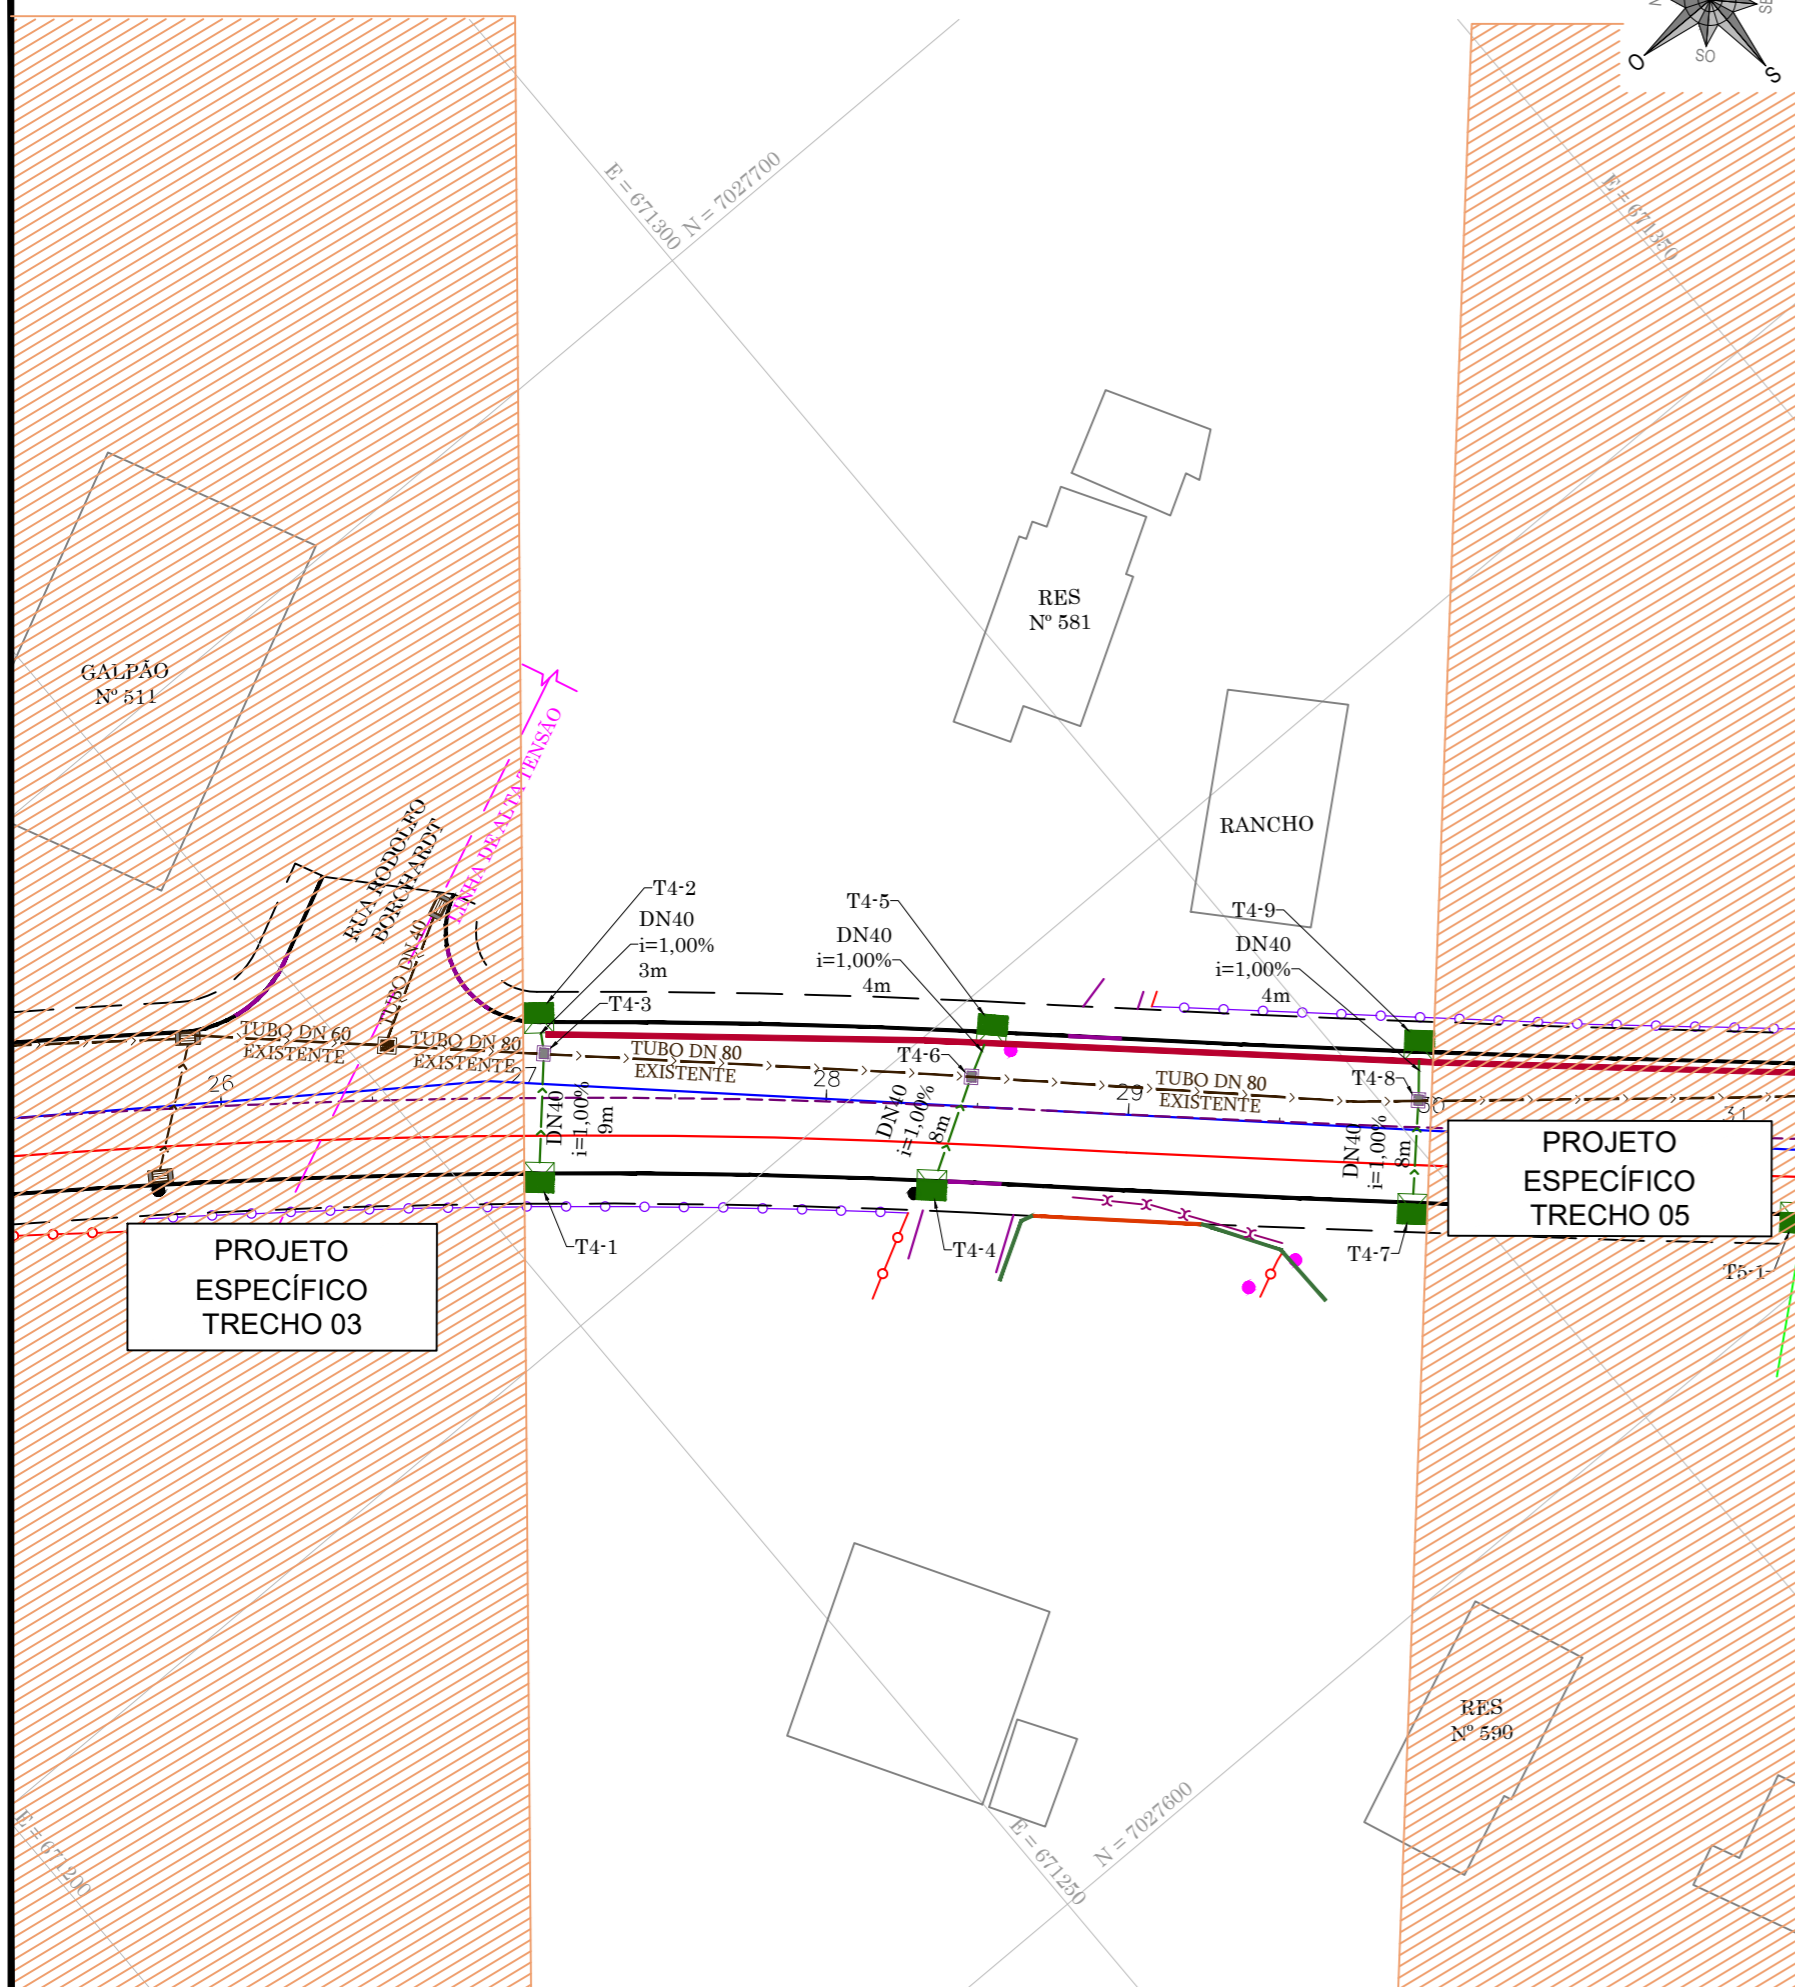 SE
SO
O
S
E = 671300
N = 7027700
E = 671350
RES
Nº 581
GALPÃO
Nº 511
LINHA DE ALTA TENSÃO
RUA RODOLFO
BORCHARDT
TUBO DN 40
RANCHO
T4-2
DN40
i=1,00%
3m
T4-3
T4-5
DN40
i=1,00%
4m
T4-9
DN40
i=1,00%
4m
TUBO DN 60
EXISTENTE
TUBO DN 80
EXISTENTE
TUBO DN 80
EXISTENTE
T4-6
TUBO DN 80
EXISTENTE
T4-8
26
27
28
29
30
31
DN40
i=1,00%
9m
DN40
i=1,00%
8m
DN40
i=1,00%
8m
PROJETO
ESPECÍFICO
TRECHO 05
T4-1
T4-4
T4-7
T5-1
PROJETO
ESPECÍFICO
TRECHO 03
RES
Nº 590
E = 671200
E = 671250
N = 7027600